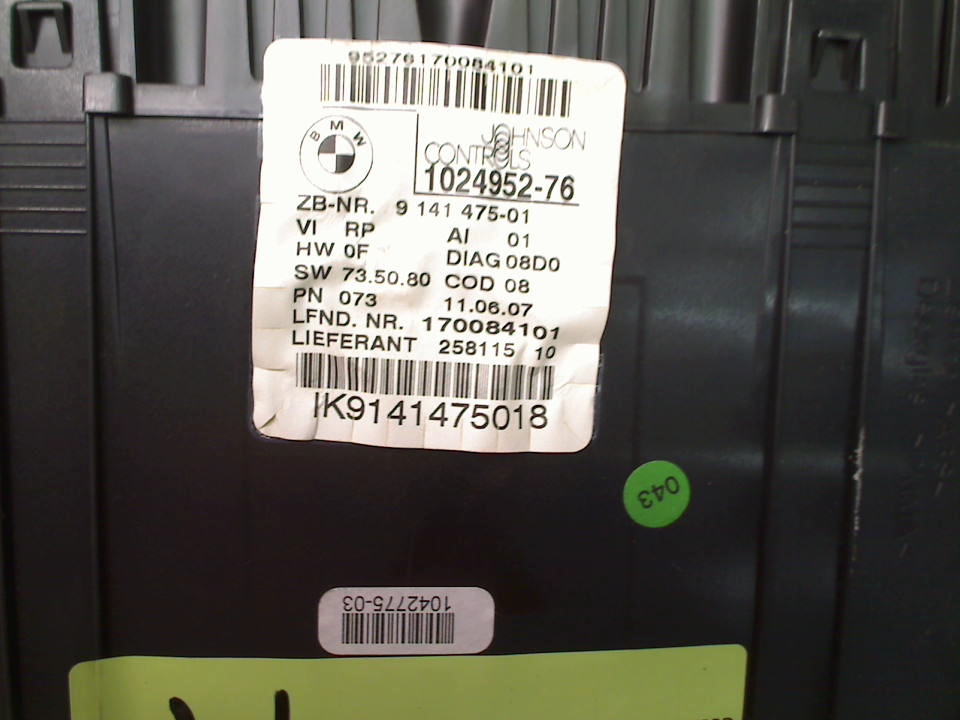 95276170084101
BMW
JOHNSON
CONTROLS
1024952-76
ZB-NR. 9 141 475-01
VI RP AI 01
HW 0F DIAG 08D0
SW 73.50.80 COD 08
PN 073 11.06.07
LFND. NR. 170084101
LIEFERANT 258115 10
IK9141475018
043
1042775-03